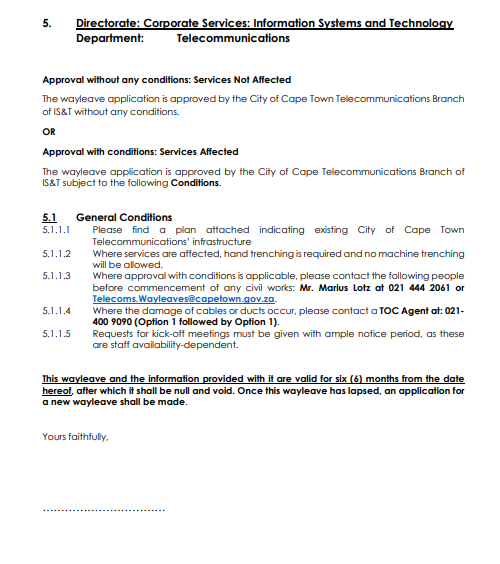 5. Directorate: Corporate Services: Information Systems and Technology
Department: Telecommunications
Approval without any conditions: Services Not Affected
The wayleave application is approved by the City of Cape Town Telecommunications Branch
of IS&T without any conditions.
OR
Approval with conditions: Services Affected
The wayleave application is approved by the City of Cape Telecommunications Branch of
IS&T subject to the following Conditions.
5.1 General Conditions
5.1.1.1 Please find a plan attached indicating existing City of Cape Town
Telecommunications' infrastructure
5.1.1.2 Where services are affected, hand trenching is required and no machine trenching
will be allowed.
5.1.1.3 Where approval with conditions is applicable, please contact the following people
before commencement of any civil works: Mr. Marius Lotz at 021 444 2061 or
Telecoms.Wayleaves@capetown.gov.za.
5.1.1.4 Where the damage of cables or ducts occur, please contact a TOC Agent at: 021-
400 9090 (Option 1 followed by Option 1).
5.1.1.5 Requests for kick-off meetings must be given with ample notice period, as these
are staff availability-dependent.
This wayleave and the information provided with it are valid for six (6) months from the date
hereof, after which it shall be null and void. Once this wayleave has lapsed, an application for
a new wayleave shall be made.
Yours faithfully,
.................................